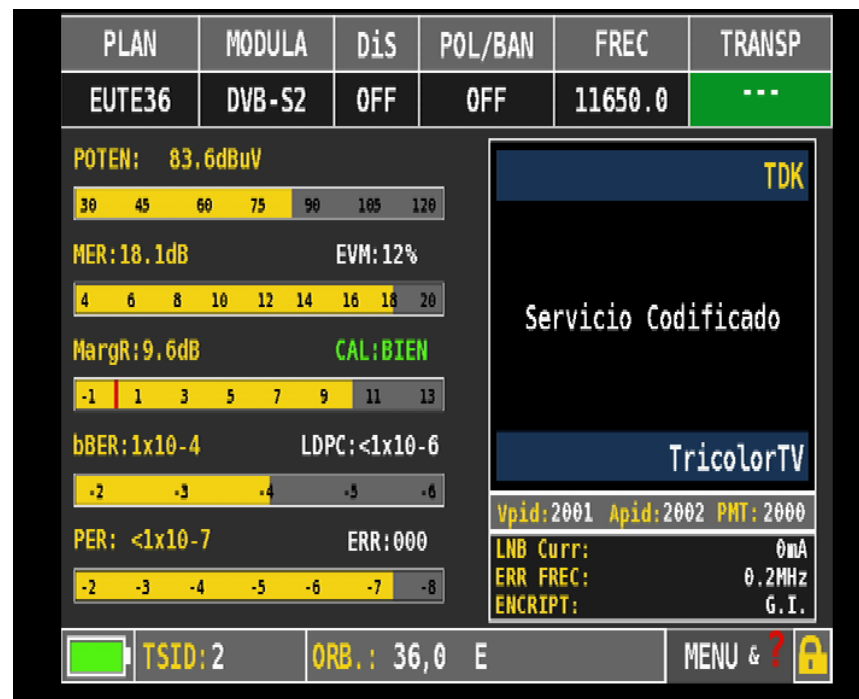 PLAN MODULA DiS POL/BAN FREC TRANSP
EUTE36 DVB-S2 OFF OFF 11650.0 ---
POTEN: 83.6dBuV
30 45 60 75 90 105 120
MER:18.1dB EVM:12%
4 6 8 10 12 14 16 18 20
MargR:9.6dB CAL:BIEN
-1 1 3 5 7 9 11 13
bBER:1x10-4 LDPC:<1x10-6
-2 -3 -4 -5 -6
PER: <1x10-7 ERR:000
-2 -3 -4 -5 -6 -7 -8
TDK
Servicio Codificado
TricolorTV
Vpid:2001 Apid:2002 PMT:2000
LNB Curr: 0mA
ERR FREC: 0.2MHz
ENCRIPT: G.I.
TSID:2 ORB.: 36,0 E MENU & ?